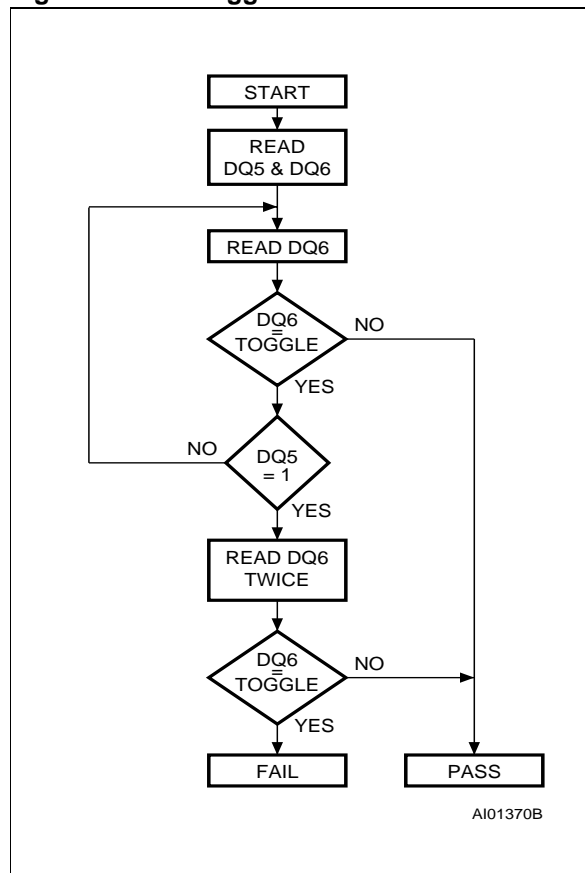 START
READ
DQ5 & DQ6
READ DQ6
DQ6
=
TOGGLE
NO
YES
NO
DQ5
= 1
YES
READ DQ6
TWICE
DQ6
=
TOGGLE
NO
YES
FAIL
PASS
AI01370B